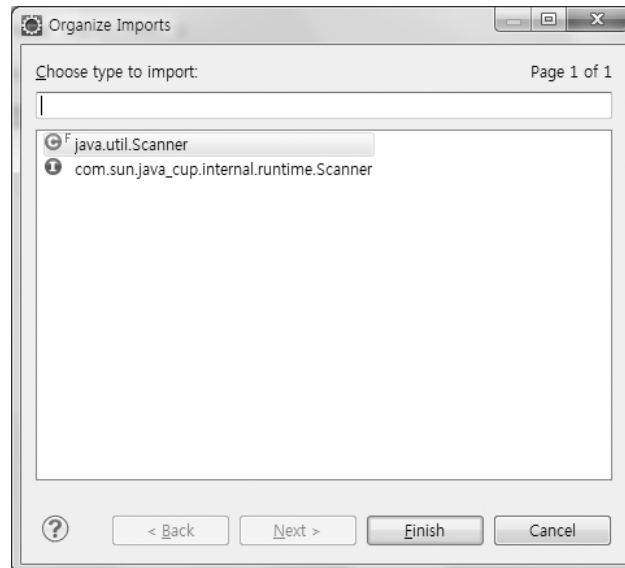 Organize Imports
Choose type to import: Page 1 of 1
F java.util.Scanner
com.sun.java_cup.internal.runtime.Scanner
? < Back Next > Finish Cancel